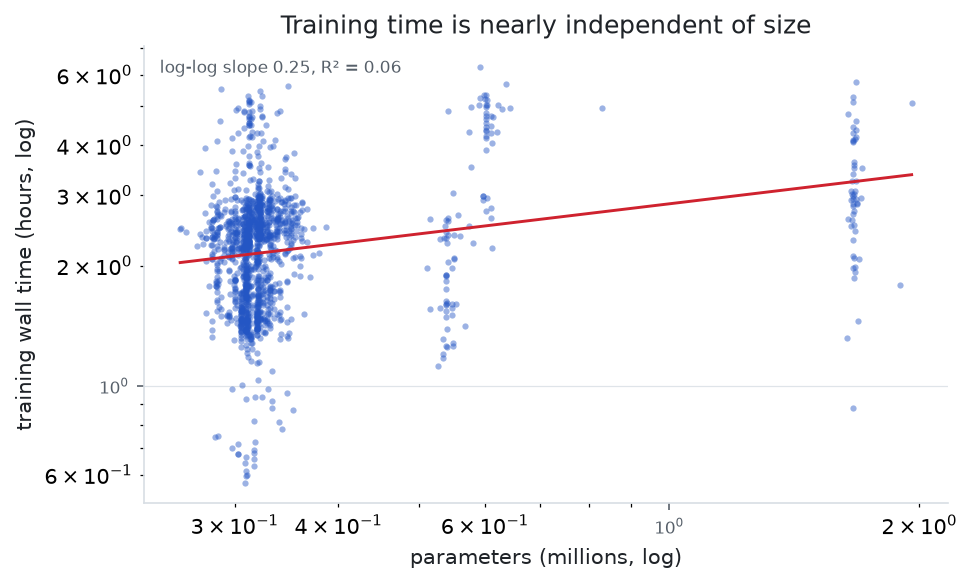 Training time is nearly independent of size
log-log slope 0.25, R² = 0.06
training wall time (hours, log)
6 × 10⁰
4 × 10⁰
3 × 10⁰
2 × 10⁰
10⁰
6 × 10⁻¹
3 × 10⁻¹
4 × 10⁻¹
6 × 10⁻¹
10⁰
2 × 10⁰
parameters (millions, log)